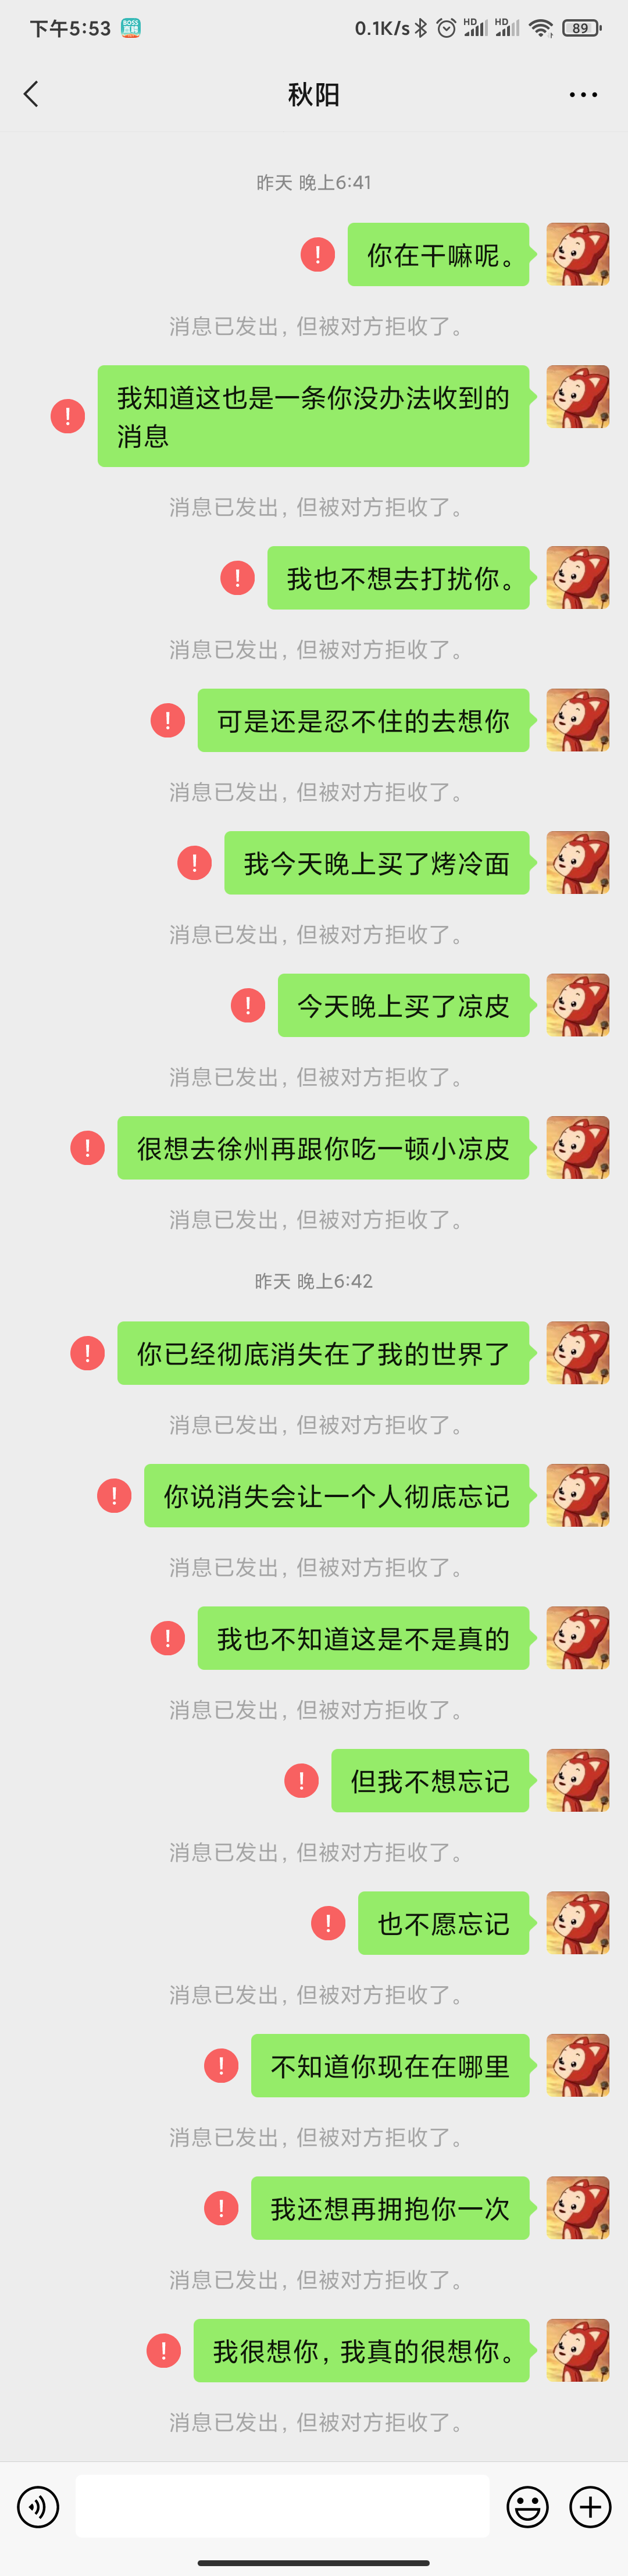 下午5:53 BOSS直聘 0.1K/s HD HD 89
秋阳
昨天 晚上6:41
你在干嘛呢。
消息已发出，但被对方拒收了。
我知道这也是一条你没办法收到的
消息
消息已发出，但被对方拒收了。
我也不想去打扰你。
消息已发出，但被对方拒收了。
可是还是忍不住的去想你
消息已发出，但被对方拒收了。
我今天晚上买了烤冷面
消息已发出，但被对方拒收了。
今天晚上买了凉皮
消息已发出，但被对方拒收了。
很想去徐州再跟你吃一顿小凉皮
消息已发出，但被对方拒收了。
昨天 晚上6:42
你已经彻底消失在了我的世界了
消息已发出，但被对方拒收了。
你说消失会让一个人彻底忘记
消息已发出，但被对方拒收了。
我也不知道这是不是真的
消息已发出，但被对方拒收了。
但我不想忘记
消息已发出，但被对方拒收了。
也不愿忘记
消息已发出，但被对方拒收了。
不知道你现在在哪里
消息已发出，但被对方拒收了。
我还想再拥抱你一次
消息已发出，但被对方拒收了。
我很想你，我真的很想你。
消息已发出，但被对方拒收了。